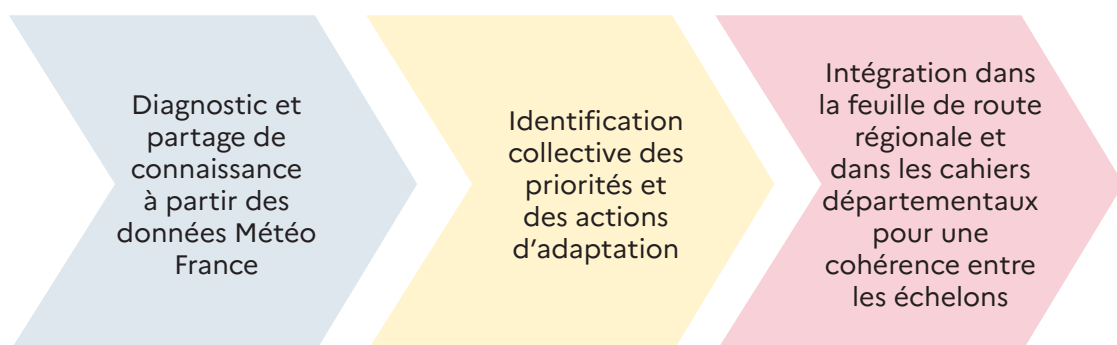 Diagnostic et
partage de
connaissance
à partir des
données Météo
France
Identification
collective des
priorités et
des actions
d'adaptation
Intégration dans
la feuille de route
régionale et
dans les cahiers
départementaux
pour une
cohérence entre
les échelons